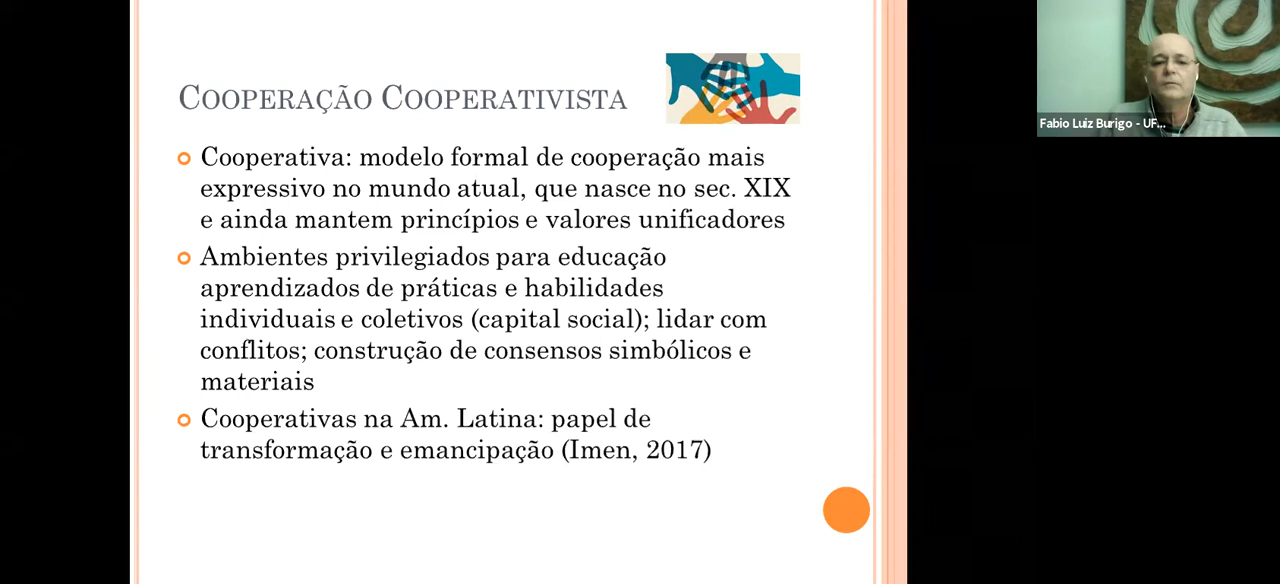 COOPERAÇÃO COOPERATIVISTA
Cooperativa: modelo formal de cooperação mais
expressivo no mundo atual, que nasce no sec. XIX
e ainda mantem princípios e valores unificadores
Ambientes privilegiados para educação
aprendizados de práticas e habilidades
individuais e coletivos (capital social); lidar com
conflitos; construção de consensos simbólicos e
materiais
Cooperativas na Am. Latina: papel de
transformação e emancipação (Imen, 2017)
Fabio Luiz Burigo - UF...